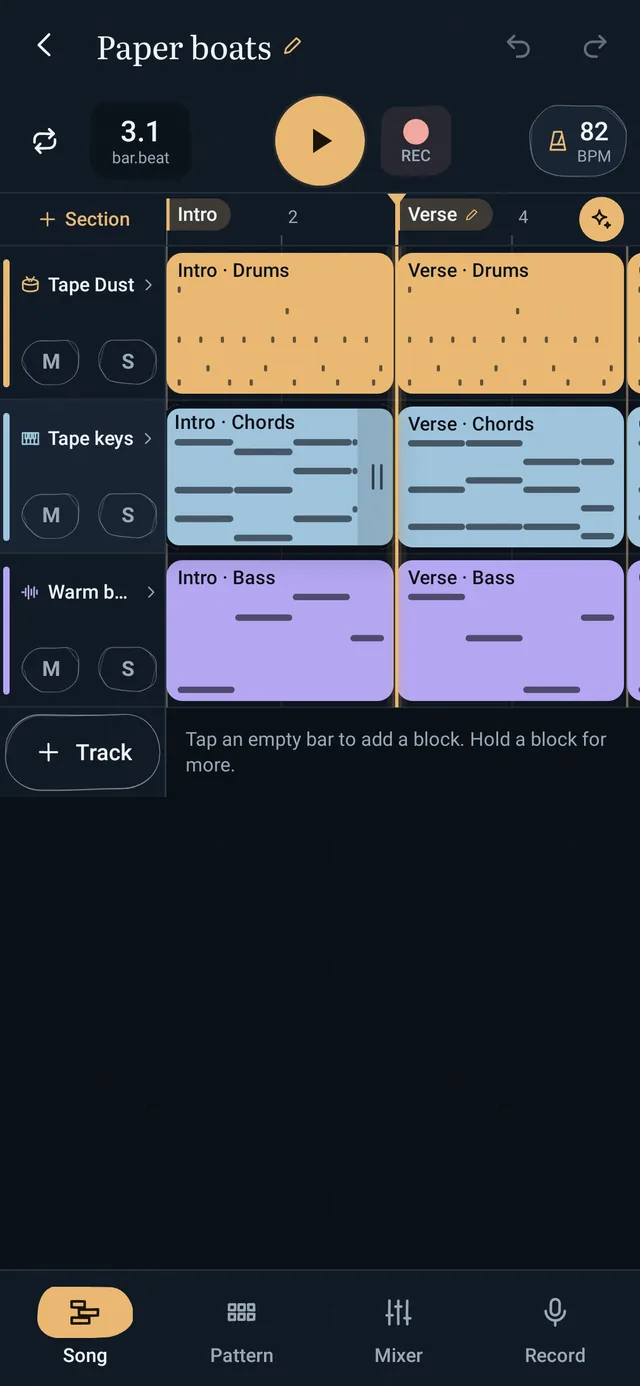 Paper boats
3.1
bar.beat
REC
82
BPM
+ Section
Intro
2
Verse
4
Tape Dust
M
S
Intro · Drums
Verse · Drums
Tape keys
M
S
Intro · Chords
Verse · Chords
Warm b...
M
S
Intro · Bass
Verse · Bass
+ Track
Tap an empty bar to add a block. Hold a block for
more.
Song
Pattern
Mixer
Record